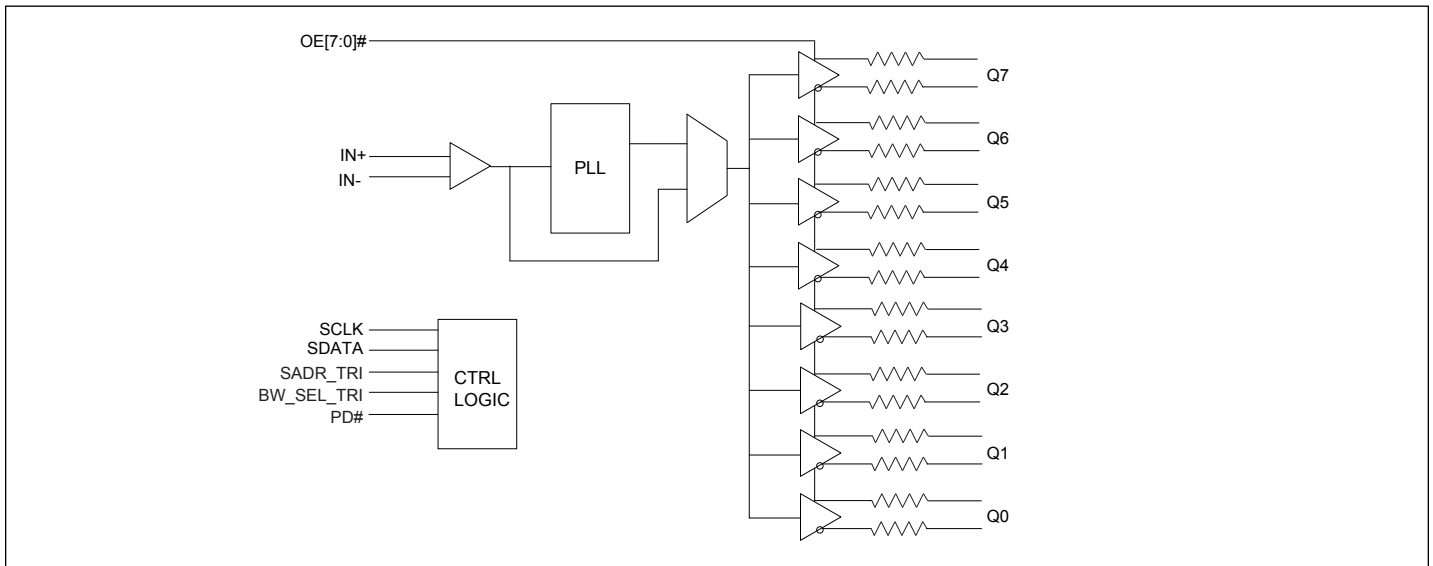 OE[7:0]#
Q7
Q6
IN+
IN-
PLL
Q5
Q4
Q3
SCLK
SDATA
SADR_TRI
BW_SEL_TRI
PD#
CTRL
LOGIC
Q2
Q1
Q0